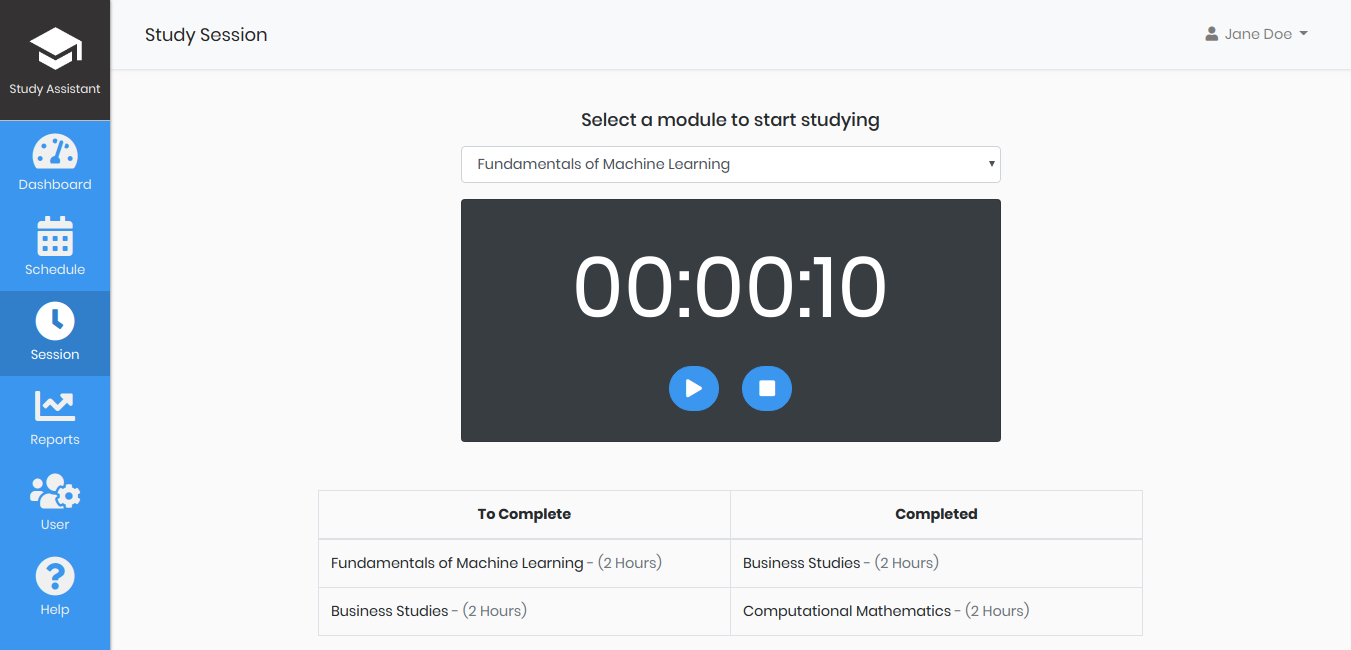 Study Assistant
Dashboard
Schedule
Session
Reports
User
Help
Study Session
Jane Doe
Select a module to start studying
Fundamentals of Machine Learning
00:00:10
To Complete
Completed
Fundamentals of Machine Learning - (2 Hours)
Business Studies - (2 Hours)
Business Studies - (2 Hours)
Computational Mathematics - (2 Hours)